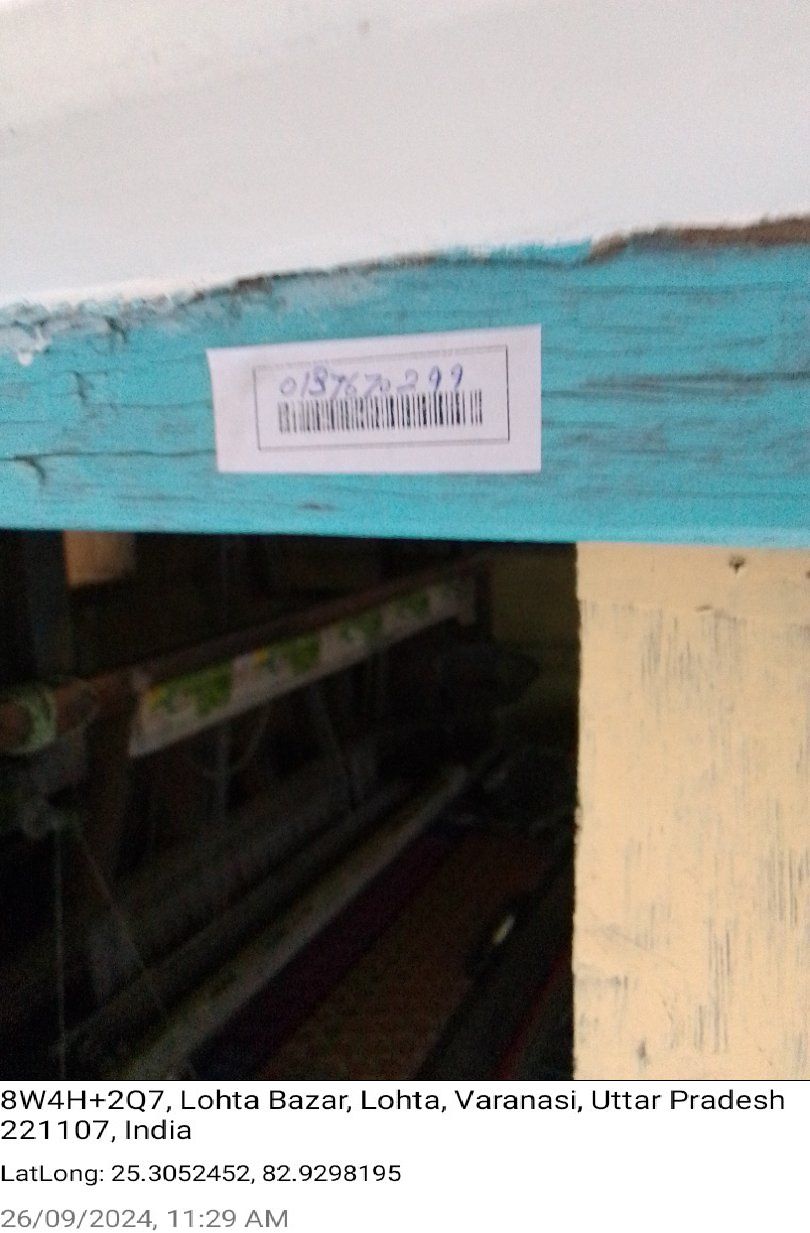 0187670299
8W4H+2Q7, Lohta Bazar, Lohta, Varanasi, Uttar Pradesh
221107, India
LatLong: 25.3052452, 82.9298195
26/09/2024, 11:29 AM